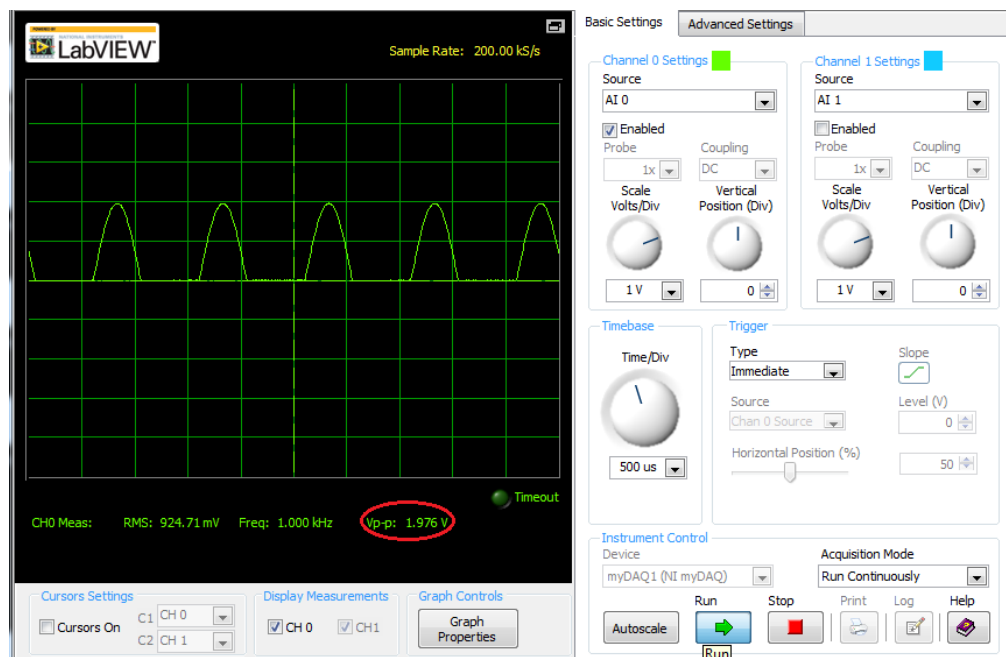 POWERED BY
NATIONAL INSTRUMENTS
LabVIEW™
Sample Rate: 200.00 kS/s
Timeout
CH0 Meas: RMS: 924.71 mV Freq: 1.000 kHz Vp-p: 1.976 V
Basic Settings Advanced Settings
Channel 0 Settings
Source
AI 0
Enabled
Probe Coupling
1x DC
Scale Vertical
Volts/Div Position (Div)
1 V 0
Channel 1 Settings
Source
AI 1
Enabled
Probe Coupling
1x DC
Scale Vertical
Volts/Div Position (Div)
1 V 0
Timebase
Time/Div
500 us
Trigger
Type Slope
Immediate
Source Level (V)
Chan 0 Source 0
Horizontal Position (%)
50
Cursors Settings
Cursors On
C1 CH 0
C2 CH 1
Display Measurements
CH 0 CH1
Graph Controls
Graph
Properties
Instrument Control
Device Acquisition Mode
myDAQ1 (NI myDAQ) Run Continuously
Run Stop Print Log Help
Autoscale
Run